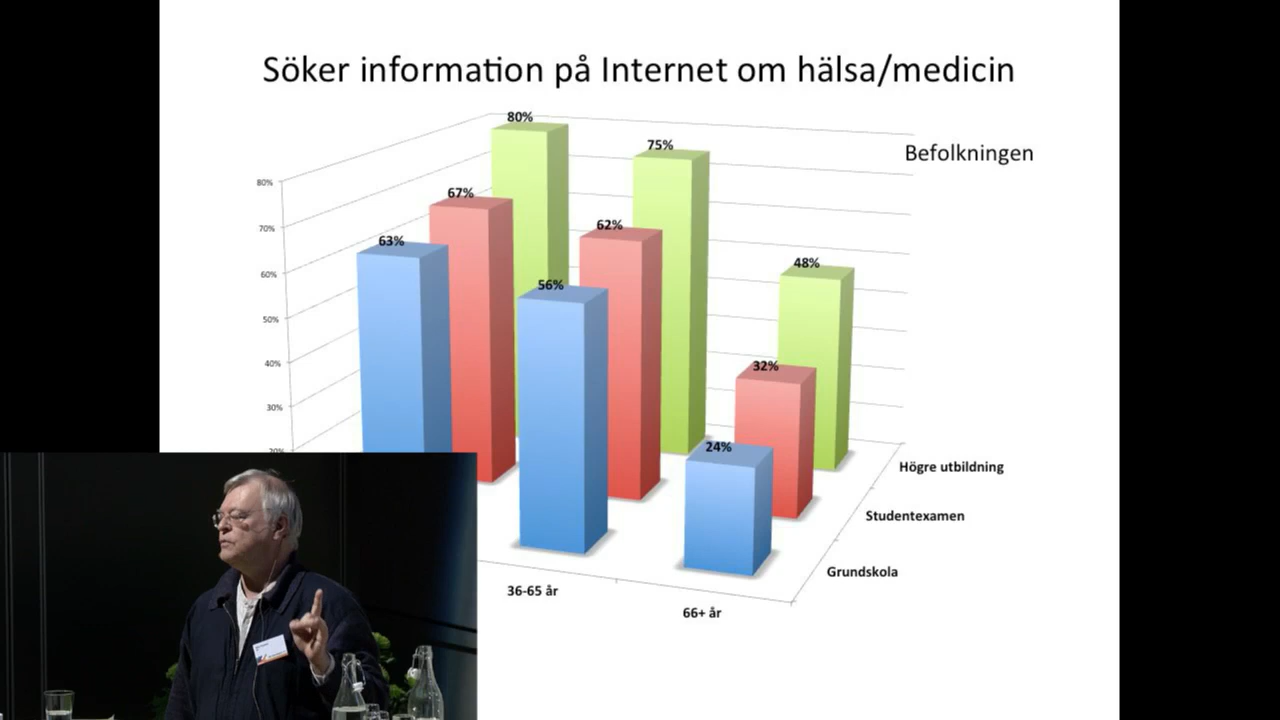 Söker information på Internet om hälsa/medicin
Befolkningen
80%
75%
67%
62%
63%
56%
48%
32%
24%
80%
70%
60%
50%
40%
30%
20%
Högre utbildning
Studentexamen
Grundskola
36-65 år
66+ år